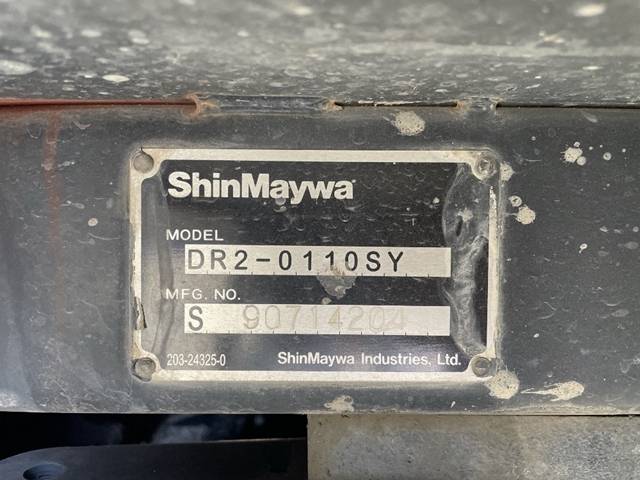 ShinMaywa
MODEL
DR2-0110SY
MFG. NO.
S 90714204
203-24325-0 ShinMaywa Industries, Ltd.